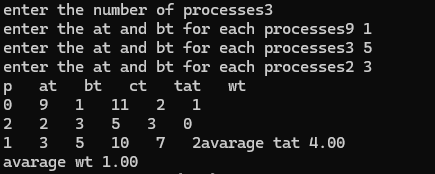 enter the number of processes3
enter the at and bt for each processes9 1
enter the at and bt for each processes3 5
enter the at and bt for each processes2 3
p   at   bt   ct   tat   wt
0   9   1   11   2   1
2   2   3   5   3   0
1   3   5   10   7   2avarage tat 4.00
avarage wt 1.00